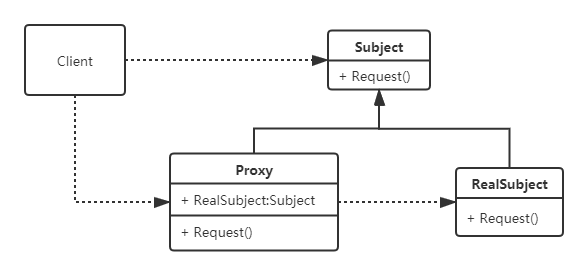 Client
Subject
+ Request()
Proxy
+ RealSubject:Subject
+ Request()
RealSubject
+ Request()